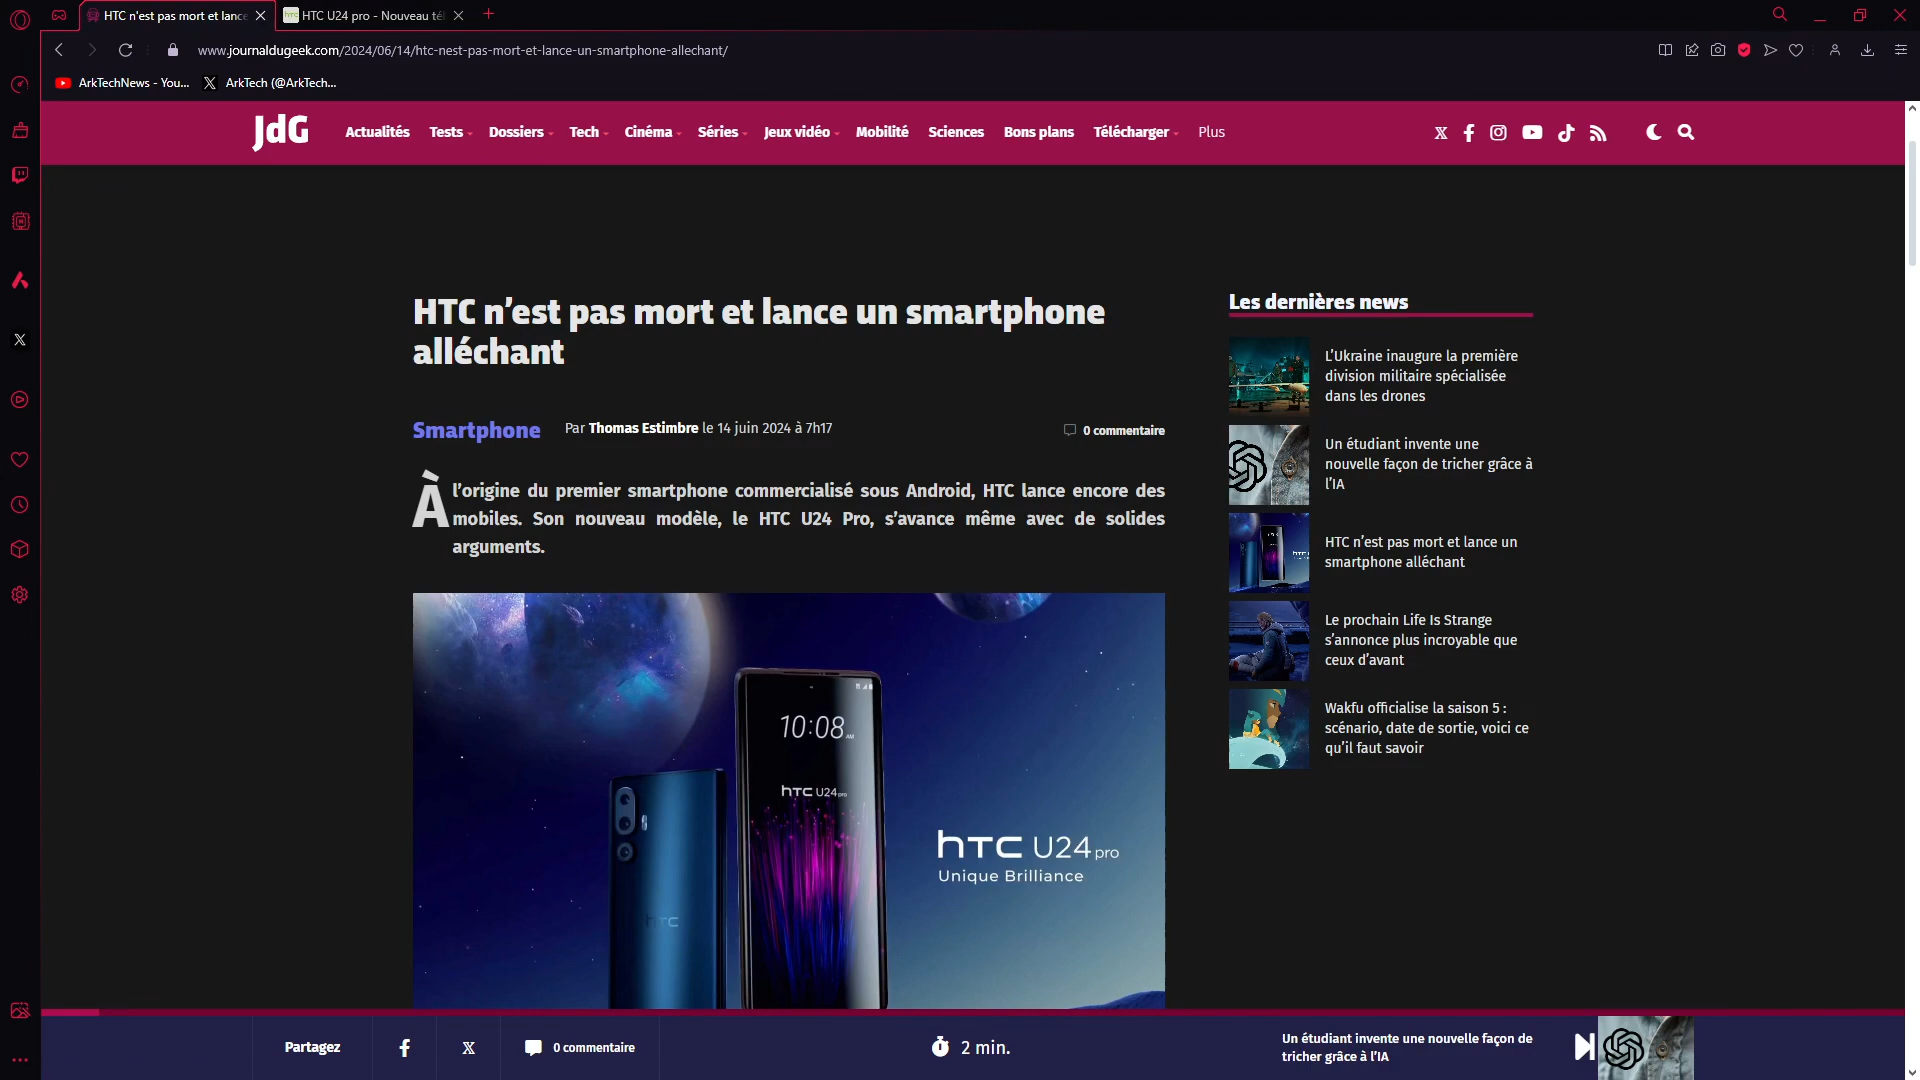 HTC n'est pas mort et lance
HTC U24 pro - Nouveau tél
www.journaldugeek.com/2024/06/14/htc-nest-pas-mort-et-lance-un-smartphone-allechant/
ArkTechNews - You...
ArkTech (@ArkTech...
JdG
Actualités
Tests
Dossiers
Tech
Cinéma
Séries
Jeux vidéo
Mobilité
Sciences
Bons plans
Télécharger
Plus
HTC n’est pas mort et lance un smartphone
alléchant
Smartphone
Par Thomas Estimbre le 14 juin 2024 à 7h17
0 commentaire
À l’origine du premier smartphone commercialisé sous Android, HTC lance encore des
mobiles. Son nouveau modèle, le HTC U24 Pro, s’avance même avec de solides
arguments.
10:08 AM
hTC U24 pro
hTC
hTC U24 pro
Unique Brilliance
Les dernières news
L’Ukraine inaugure la première
division militaire spécialisée
dans les drones
Un étudiant invente une
nouvelle façon de tricher grâce à
l’IA
HTC n’est pas mort et lance un
smartphone alléchant
Le prochain Life Is Strange
s’annonce plus incroyable que
ceux d’avant
Wakfu officialise la saison 5 :
scénario, date de sortie, voici ce
qu’il faut savoir
Partagez
0 commentaire
2 min.
Un étudiant invente une nouvelle façon de
tricher grâce à l’IA